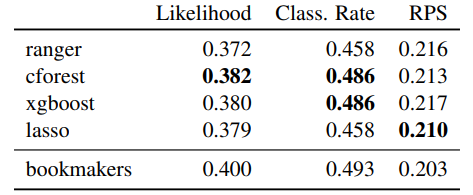 Likelihood Class. Rate RPS
ranger 0.372 0.458 0.216
cforest 0.382 0.486 0.213
xgboost 0.380 0.486 0.217
lasso 0.379 0.458 0.210
bookmakers 0.400 0.493 0.203